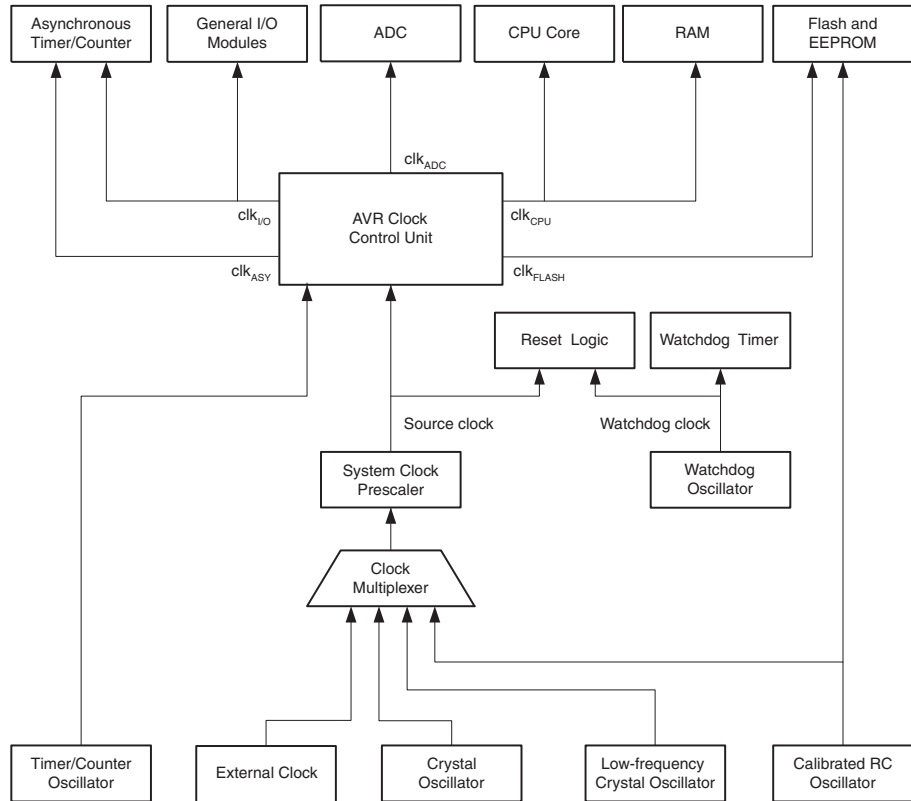 Asynchronous
Timer/Counter
General I/O
Modules
ADC
CPU Core
RAM
Flash and
EEPROM
clkADC
clkI/O
AVR Clock
Control Unit
clkCPU
clkASY
clkFLASH
Reset Logic
Watchdog Timer
Source clock
Watchdog clock
System Clock
Prescaler
Watchdog
Oscillator
Clock
Multiplexer
Timer/Counter
Oscillator
External Clock
Crystal
Oscillator
Low-frequency
Crystal Oscillator
Calibrated RC
Oscillator